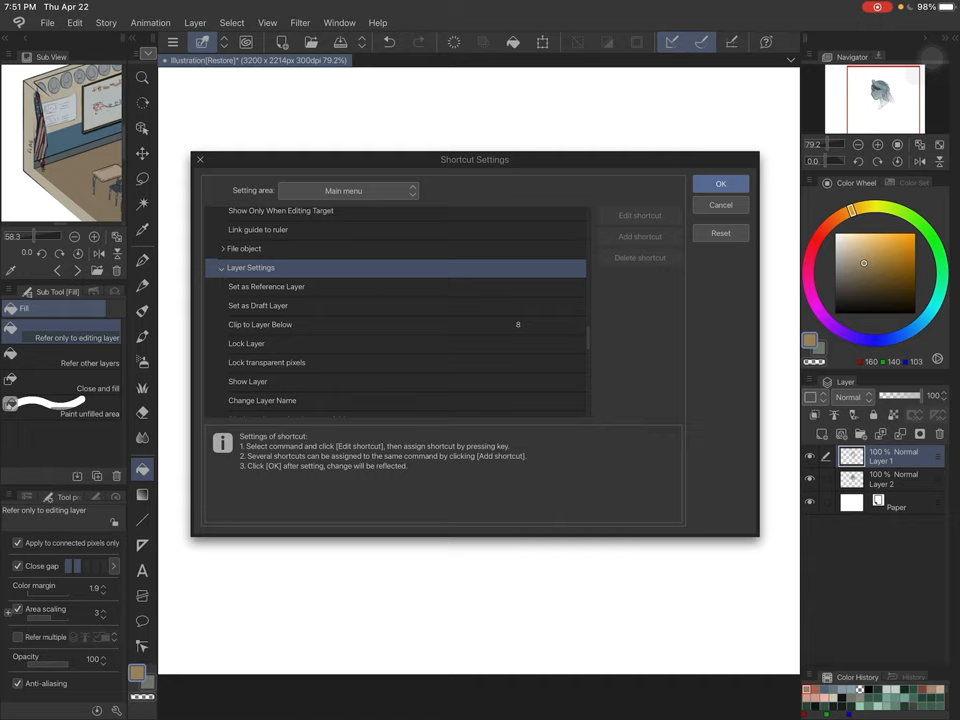 7:51 PM Thu Apr 22
98%
File Edit Story Animation Layer Select View Filter Window Help
Sub View
Illustration[Restore]* (3200 x 2214px 300dpi 79.2%)
Navigator
58.3
0.0
Sub Tool [Fill]
Fill
Refer only to editing layer
Refer other layers
Close and fill
Paint unfilled area
Tool pr
Refer only to editing layer
Apply to connected pixels only
Close gap
Color margin 1.9
Area scaling 3
Refer multiple
Opacity 100
Anti-aliasing
A
Shortcut Settings
Setting area: Main menu
Show Only When Editing Target
Link guide to ruler
File object
Layer Settings
Set as Reference Layer
Set as Draft Layer
Clip to Layer Below 8
Lock Layer
Lock transparent pixels
Show Layer
Change Layer Name
OK
Cancel
Reset
Edit shortcut
Add shortcut
Delete shortcut
Settings of shortcut:
1. Select command and click [Edit shortcut], then assign shortcut by pressing key.
2. Several shortcuts can be assigned to the same command by clicking [Add shortcut].
3. Click [OK] after setting, change will be reflected.
79.2
0.0
Color Wheel Color Set
160 140 103
Layer
Normal 100
100 % Normal
Layer 1
100 % Normal
Layer 2
Paper
Color History History